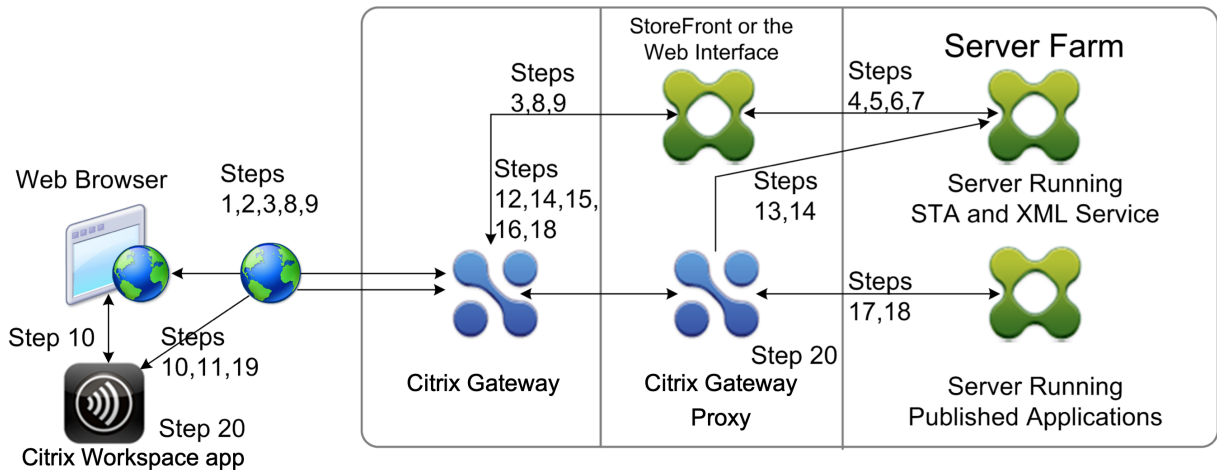 StoreFront or the
Web Interface
Server Farm
Steps
3,8,9
Steps
4,5,6,7
Web Browser
Steps
1,2,3,8,9
Steps
12,14,15,
16,18
Steps
13,14
Server Running
STA and XML Service
Steps
17,18
Step 10
Steps
10,11,19
Step 20
Citrix Gateway
Citrix Gateway
Proxy
Server Running
Published Applications
Step 20
Citrix Workspace app